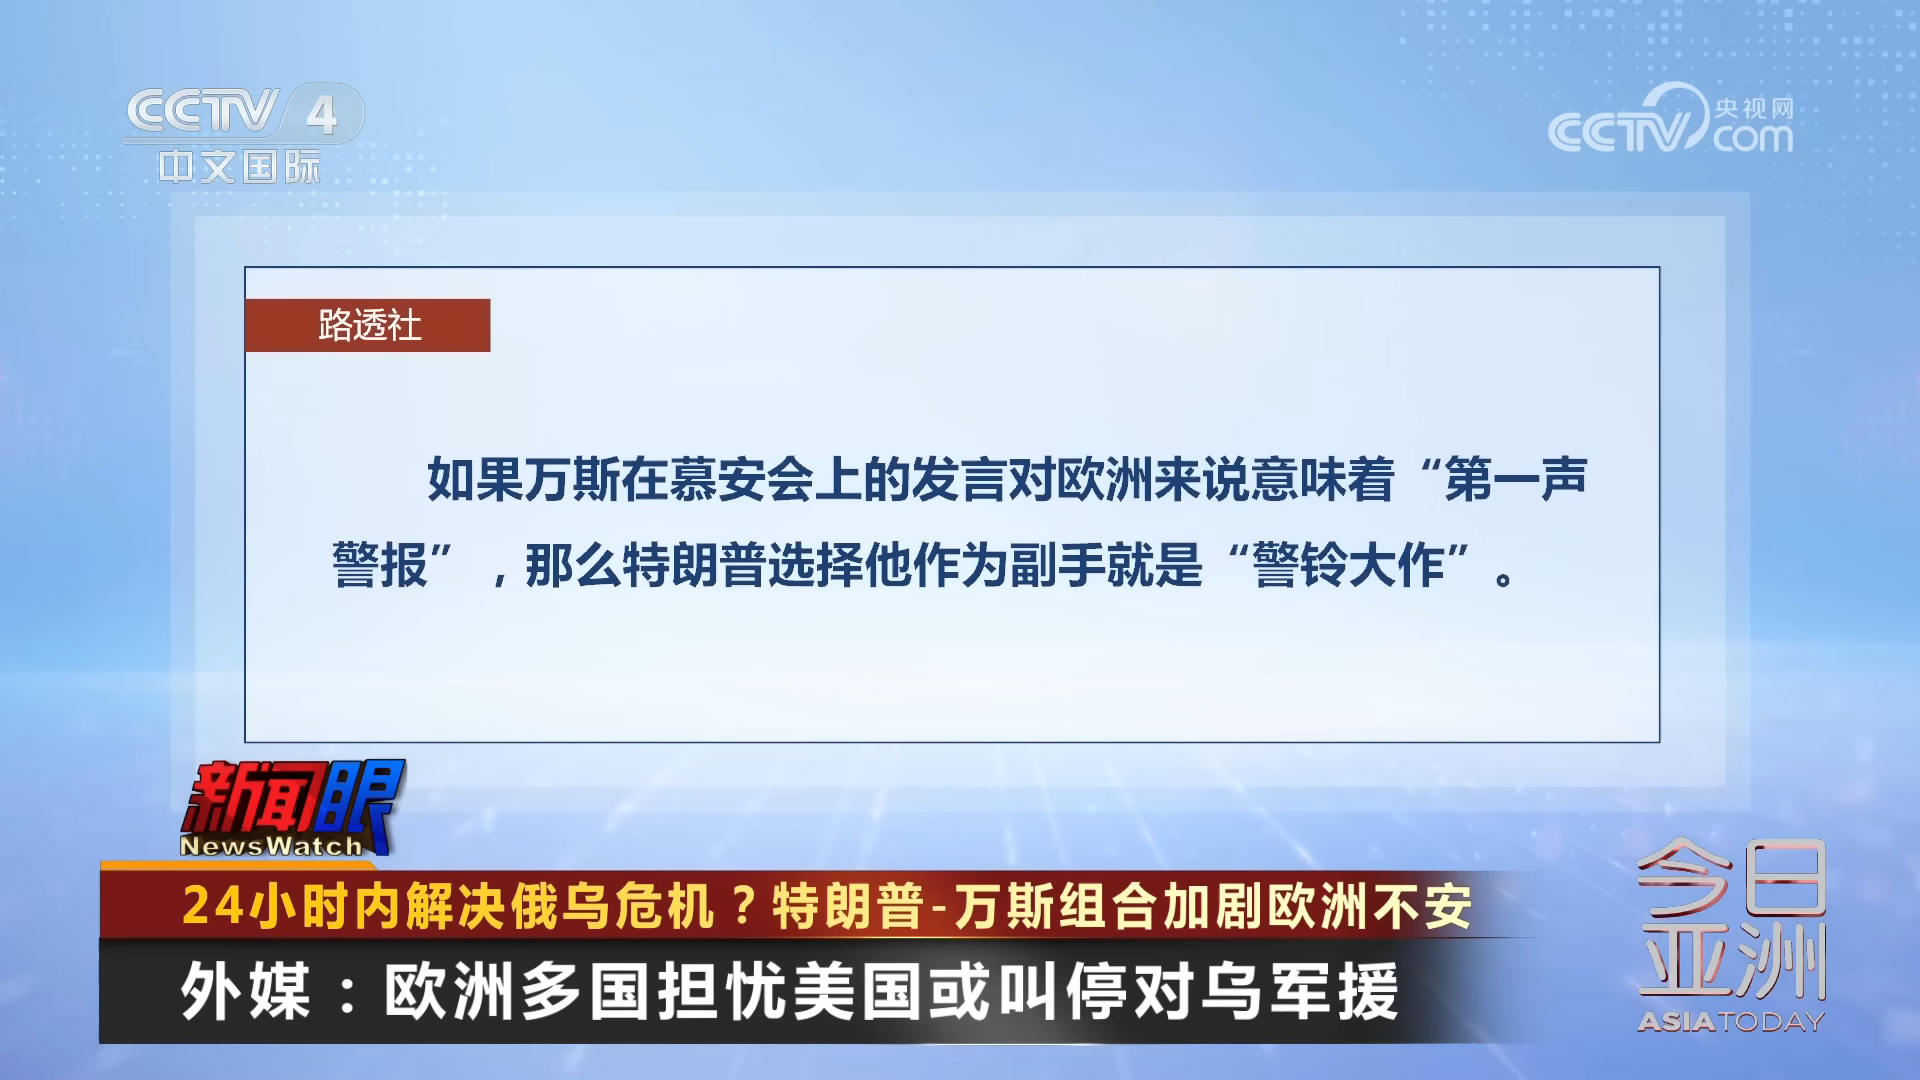 CCTV 4
中文国际
央视网
CCTV com
路透社
如果万斯在慕安会上的发言对欧洲来说意味着“第一声
警报”，那么特朗普选择他作为副手就是“警铃大作”。
新闻眼
NewsWatch
24小时内解决俄乌危机？特朗普-万斯组合加剧欧洲不安
外媒：欧洲多国担忧美国或叫停对乌军援
今日
亚洲
ASIA TODAY